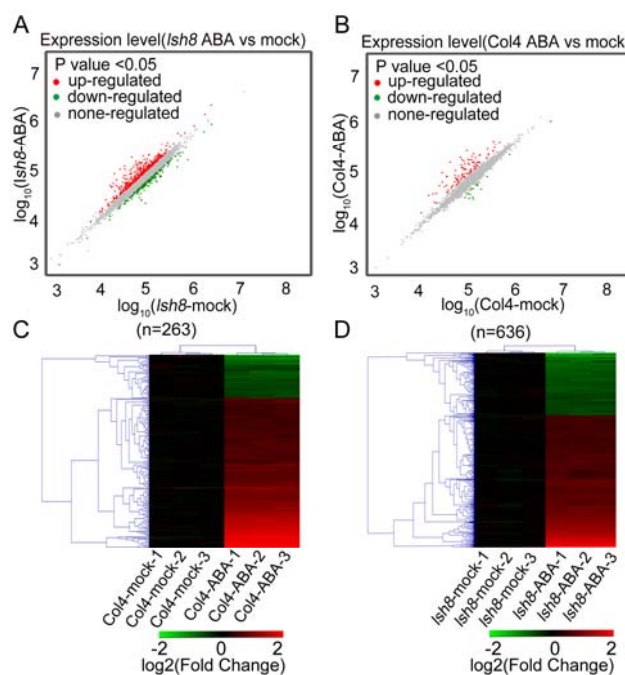 A
Expression level(lsh8 ABA vs mock)
P value <0.05
up-regulated
down-regulated
none-regulated
log10(lsh8-ABA)
7
6
5
4
3
3 4 5 6 7 8
log10(lsh8-mock)
B
Expression level(Col4 ABA vs mock
P value <0.05
up-regulated
down-regulated
none-regulated
log10(Col4-ABA)
7
6
5
4
3
3 4 5 6 7 8
log10(Col4-mock)
C
(n=263)
Col4-mock-1
Col4-mock-2
Col4-mock-3
Col4-ABA-1
Col4-ABA-2
Col4-ABA-3
-2 0 2
log2(Fold Change)
D
(n=636)
lsh8-mock-1
lsh8-mock-2
lsh8-mock-3
lsh8-ABA-1
lsh8-ABA-2
lsh8-ABA-3
-2 0 2
log2(Fold Change)